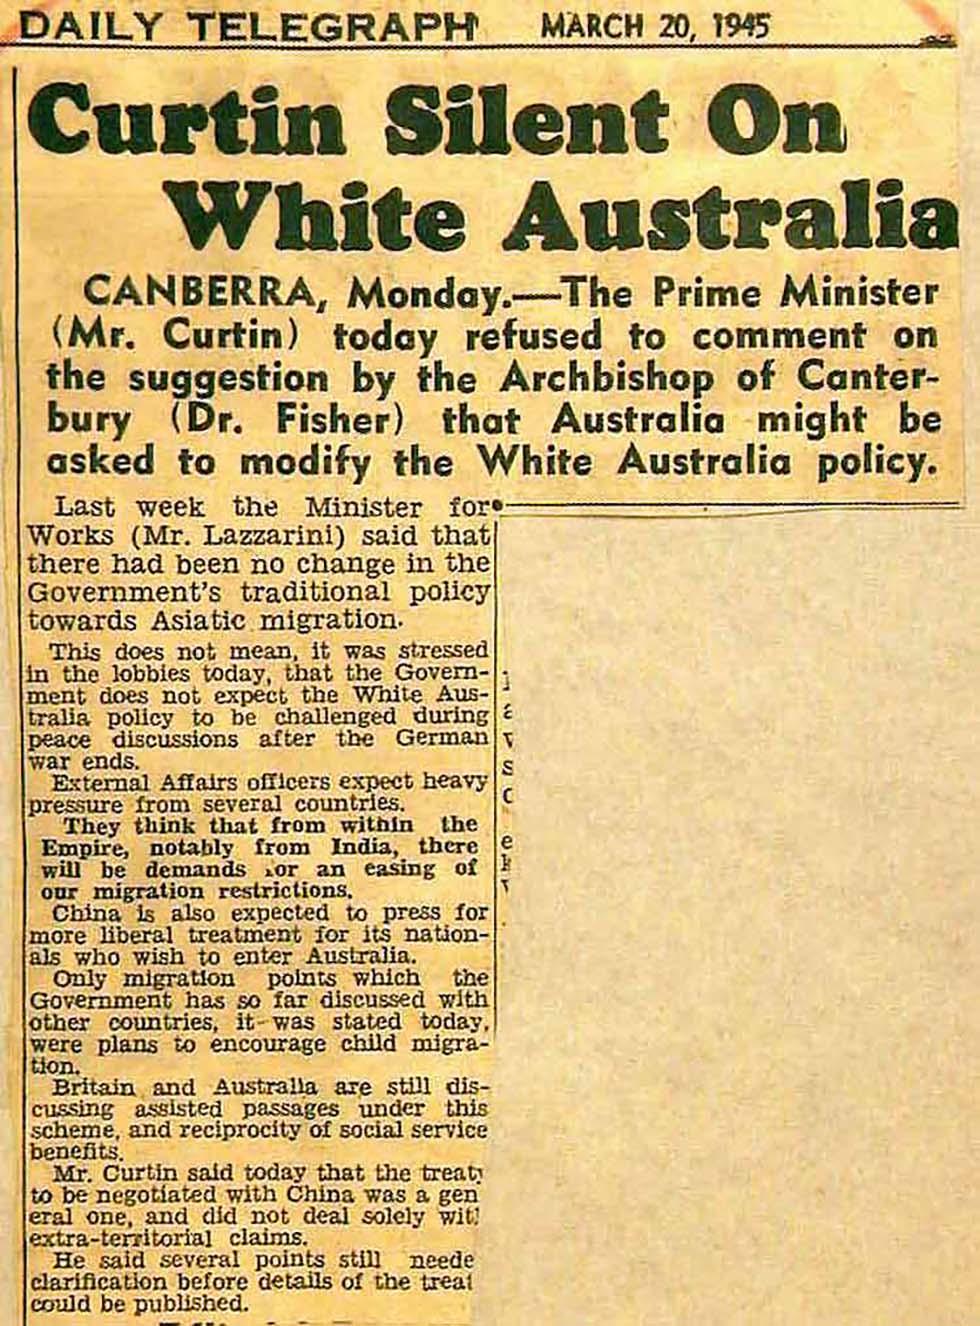 DAILY TELEGRAPH MARCH 20, 1945
Curtin Silent On
White Australia
CANBERRA, Monday.—The Prime Minister
(Mr. Curtin) today refused to comment on
the suggestion by the Archbishop of Canter-
bury (Dr. Fisher) that Australia might be
asked to modify the White Australia policy.
Last week the Minister for
Works (Mr. Lazzarini) said that
there had been no change in the
Government's traditional policy
towards Asiatic migration.
This does not mean, it was stressed
in the lobbies today, that the Govern-
ment does not expect the White Aus-
tralia policy to be challenged during
peace discussions after the German
war ends.
External Affairs officers expect heavy
pressure from several countries.
They think that from within the
Empire, notably from India, there
will be demands or an easing of
our migration restrictions.
China is also expected to press for
more liberal treatment for its nation-
als who wish to enter Australia.
Only migration points which the
Government has so far discussed with
other countries, it was stated today,
were plans to encourage child migra-
tion.
Britain and Australia are still dis-
cussing assisted passages under this
scheme, and reciprocity of social service
benefits.
Mr. Curtin said today that the treaty
to be negotiated with China was a gen
eral one, and did not deal solely wit
extra-territorial claims.
He said several points still neede
clarification before details of the treat
could be published.